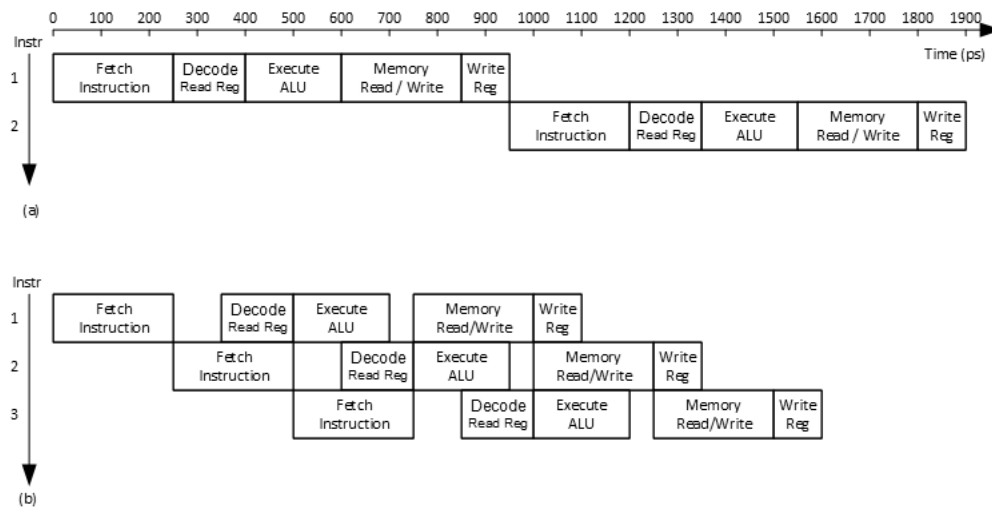 0 100 200 300 400 500 600 700 800 900 1000 1100 1200 1300 1400 1500 1600 1700 1800 1900
Instr
Time (ps)
1
Fetch
Instruction
Decode
Read Reg
Execute
ALU
Memory
Read / Write
Write
Reg
2
Fetch
Instruction
Decode
Read Reg
Execute
ALU
Memory
Read / Write
Write
Reg
(a)
Instr
1
Fetch
Instruction
Decode
Read Reg
Execute
ALU
Memory
Read/Write
Write
Reg
2
Fetch
Instruction
Decode
Read Reg
Execute
ALU
Memory
Read/Write
Write
Reg
3
Fetch
Instruction
Decode
Read Reg
Execute
ALU
Memory
Read/Write
Write
Reg
(b)